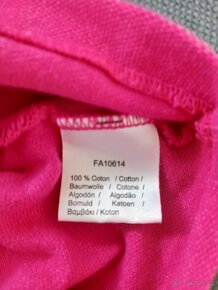 FA10614
100 % Coton / Cotton /
Baumwolle / Cotone /
Algodón / Algodão /
Bomuld / Katoen /
Βαμβάκι / Koton